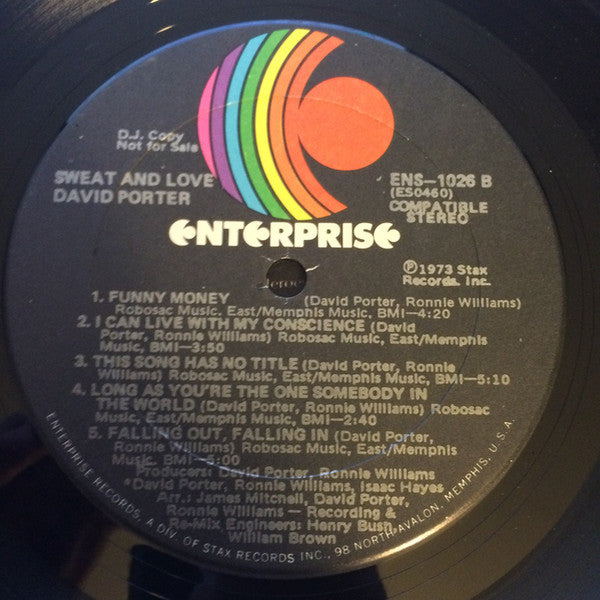 D.J. Copy
Not for Sale
SWEAT AND LOVE
DAVID PORTER
ENS-1026 B
(ES0460)
COMPATIBLE
STEREO
ENTERPRISE
℗1973 Stax
Records, Inc.
1. FUNNY MONEY (David Porter, Ronnie Williams)
Robosac Music, East/Memphis Music, BMI-4:20
2. I CAN LIVE WITH MY CONSCIENCE (David
Porter, Ronnie Williams) Robosac Music, East/Memphis
Music, BMI-3:50
3. THIS SONG HAS NO TITLE (David Porter, Ronnie
Williams) Robosac Music, East/Memphis Music, BMI-5:10
4. LONG AS YOU'RE THE ONE SOMEBODY IN
THE WORLD (David Porter, Ronnie Williams) Robosac
Music, East/Memphis Music, BMI-2:40
5. FALLING OUT, FALLING IN (David Porter,
Ronnie Williams) Robosac Music, East/Memphis
Music, BMI- :00
Producers: David Porter, Ronnie Williams
*David Porter, Ronnie Williams, Isaac Hayes
Arr.: James Mitchell, David Porter,
Ronnie Williams — Recording &
Re-Mix Engineers: Henry Bush,
William Brown
ENTERPRISE RECORDS, A DIV. OF STAX RECORDS INC., 98 NORTH AVALON, MEMPHIS, U.S.A.